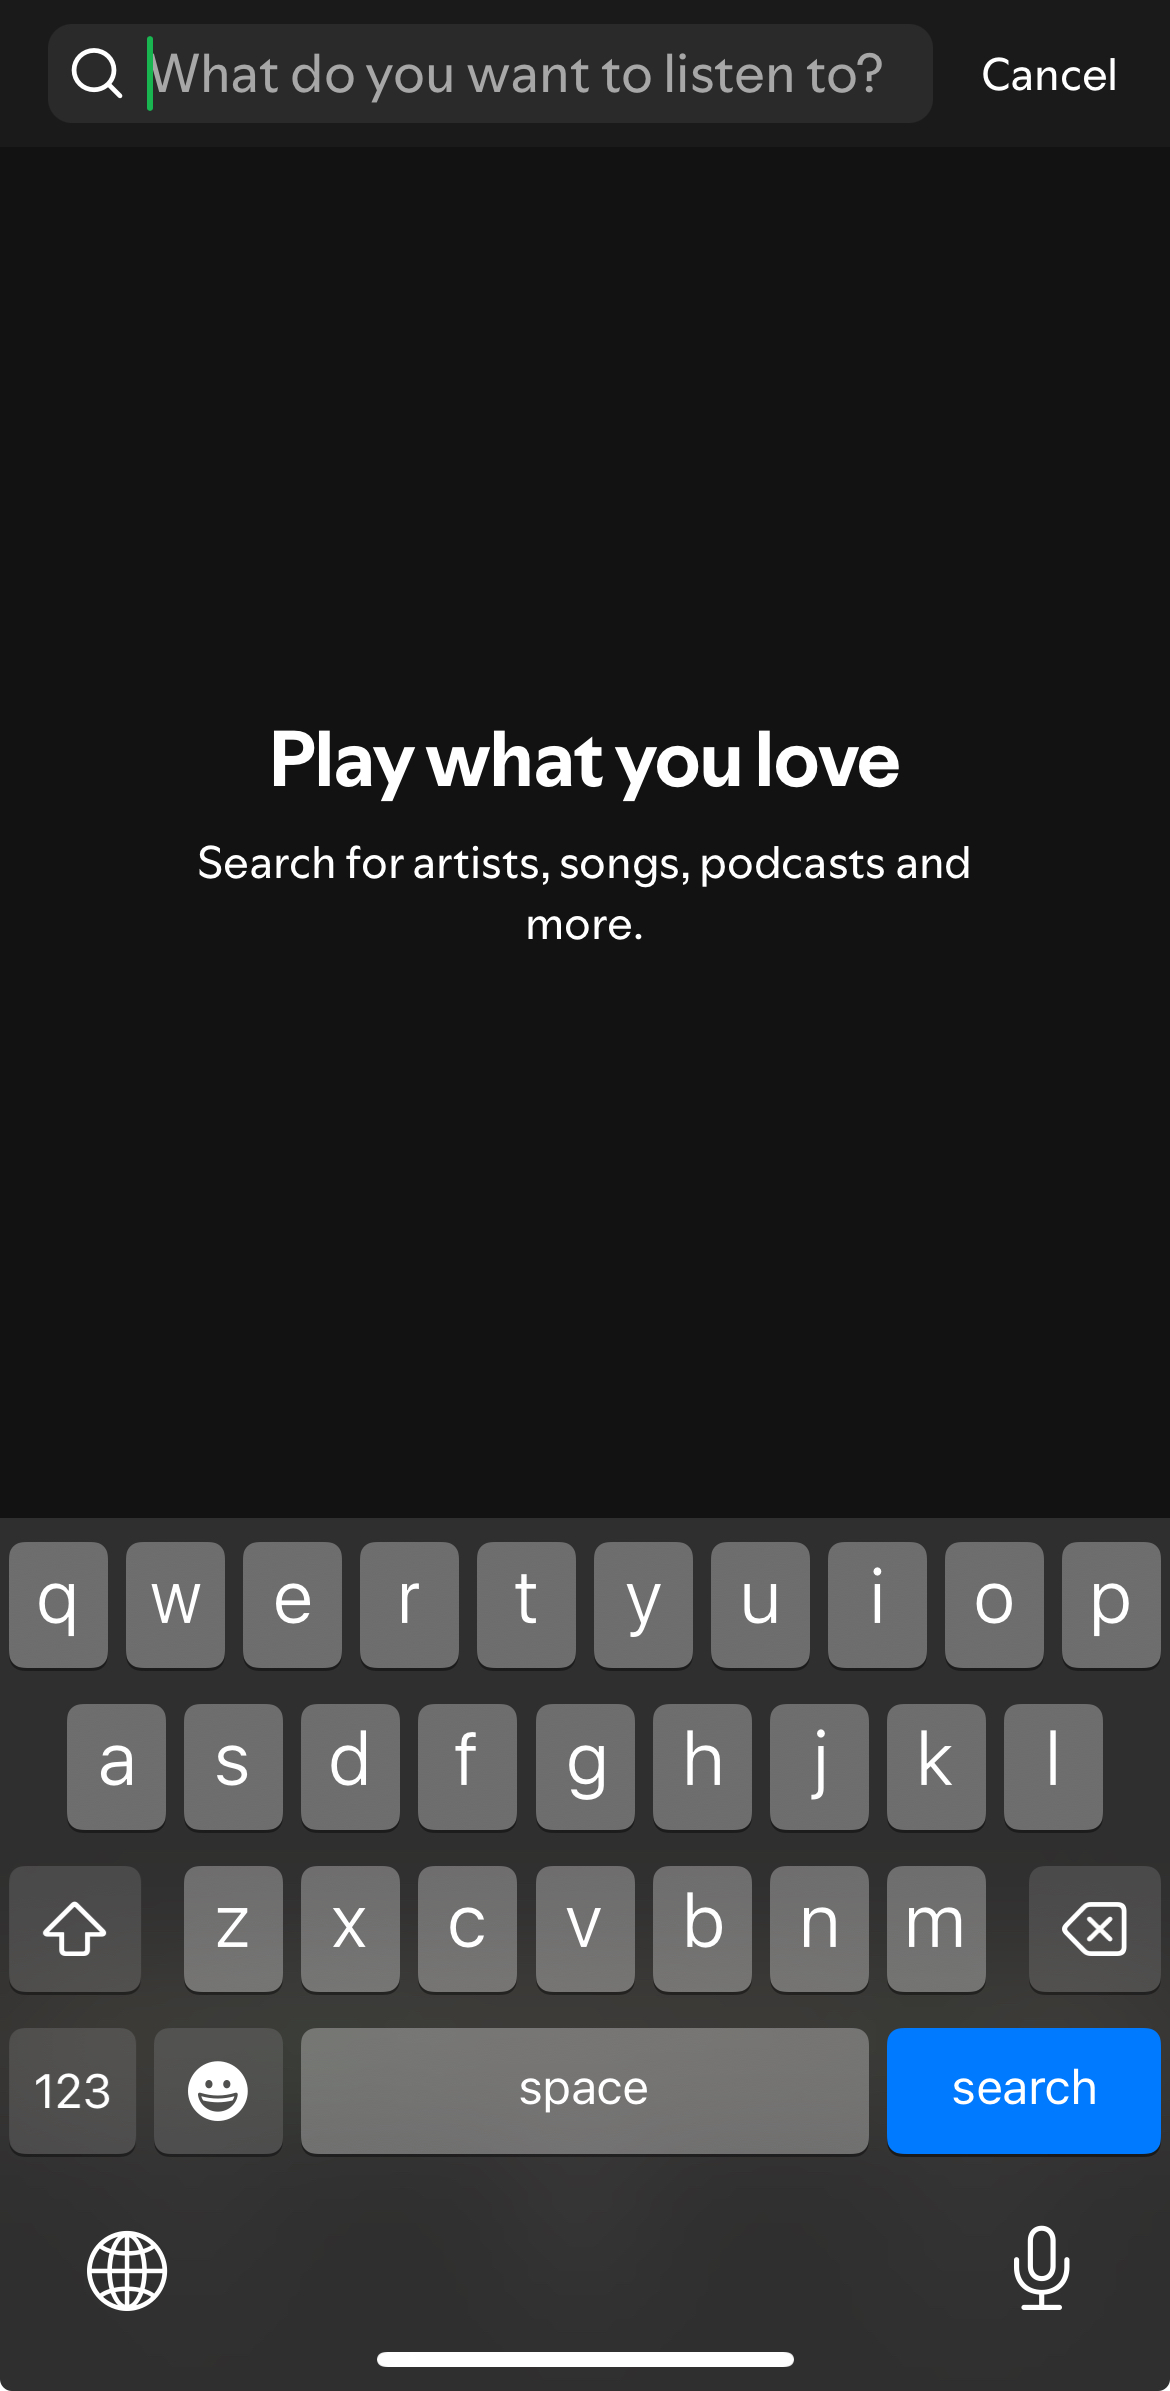 What do you want to listen to? Cancel
Play what you love
Search for artists, songs, podcasts and
more.
q w e r t y u i o p
a s d f g h j k l
z x c v b n m
123 space search